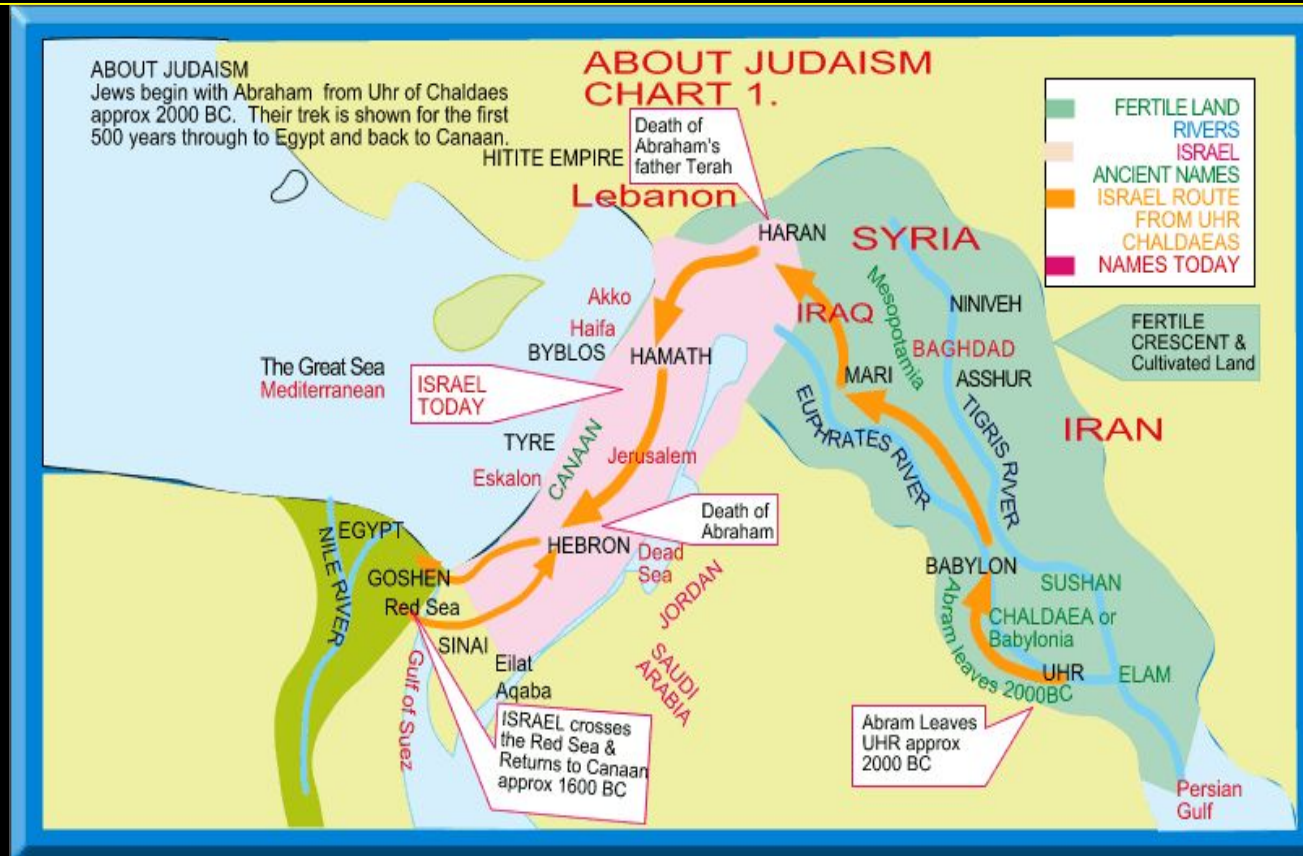 ABOUT JUDAISM
Jews begin with Abraham from Uhr of Chaldaes
approx 2000 BC. Their trek is shown for the first
500 years through to Egypt and back to Canaan.
ABOUT JUDAISM
CHART 1.
FERTILE LAND
RIVERS
ISRAEL
ANCIENT NAMES
ISRAEL ROUTE
FROM UHR
CHALDAEAS
NAMES TODAY
Death of
Abraham's
father Terah
HITITE EMPIRE
Lebanon
HARAN
SYRIA
Mesopotamia
NINIVEH
Akko
IRAQ
Haifa
BYBLOS
HAMATH
BAGHDAD
FERTILE
CRESCENT &
Cultivated Land
The Great Sea
Mediterranean
ISRAEL
TODAY
MARI
ASSHUR
EUPHRATES RIVER
TIGRIS RIVER
IRAN
TYRE
Eskalon
CANAAN
Jerusalem
Death of
Abraham
NILE RIVER
EGYPT
HEBRON
Dead
Sea
GOSHEN
Red Sea
SINAI
JORDAN
SAUDI
ARABIA
BABYLON
SUSHAN
CHALDAEA or
Babylonia
Abram leaves 2000BC
UHR
ELAM
Gulf of Suez
Eilat
Aqaba
ISRAEL crosses
the Red Sea &
Returns to Canaan
approx 1600 BC
Abram Leaves
UHR approx
2000 BC
Persian
Gulf